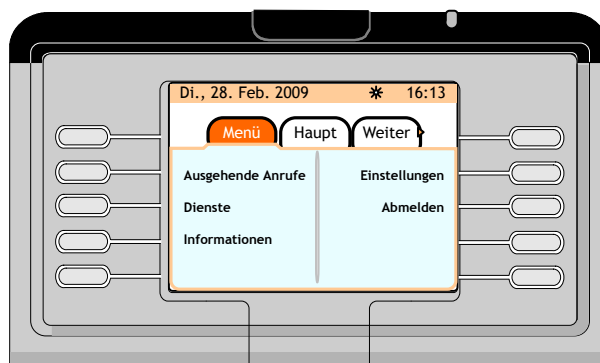 Di., 28. Feb. 2009 ☼ 16:13
Menü Haupt Weiter
Ausgehende Anrufe Einstellungen
Dienste Abmelden
Informationen